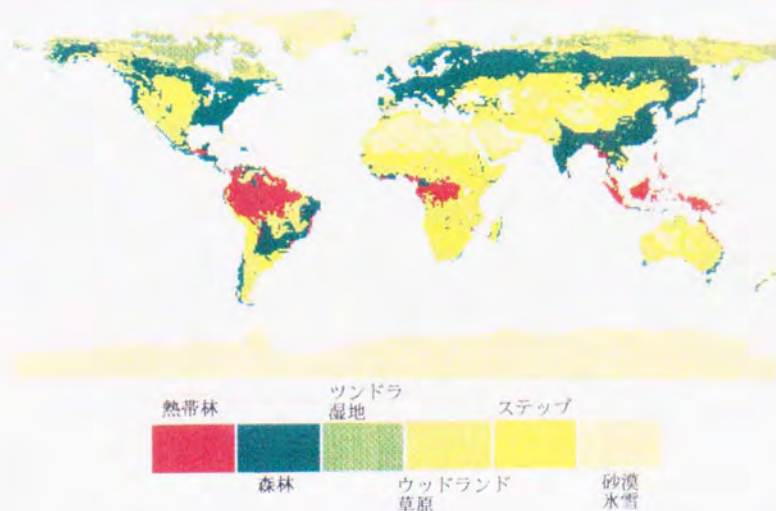 熱帯林
ツンドラ
湿地
ステップ
森林
ウッドランド
草原
砂漠
氷雪